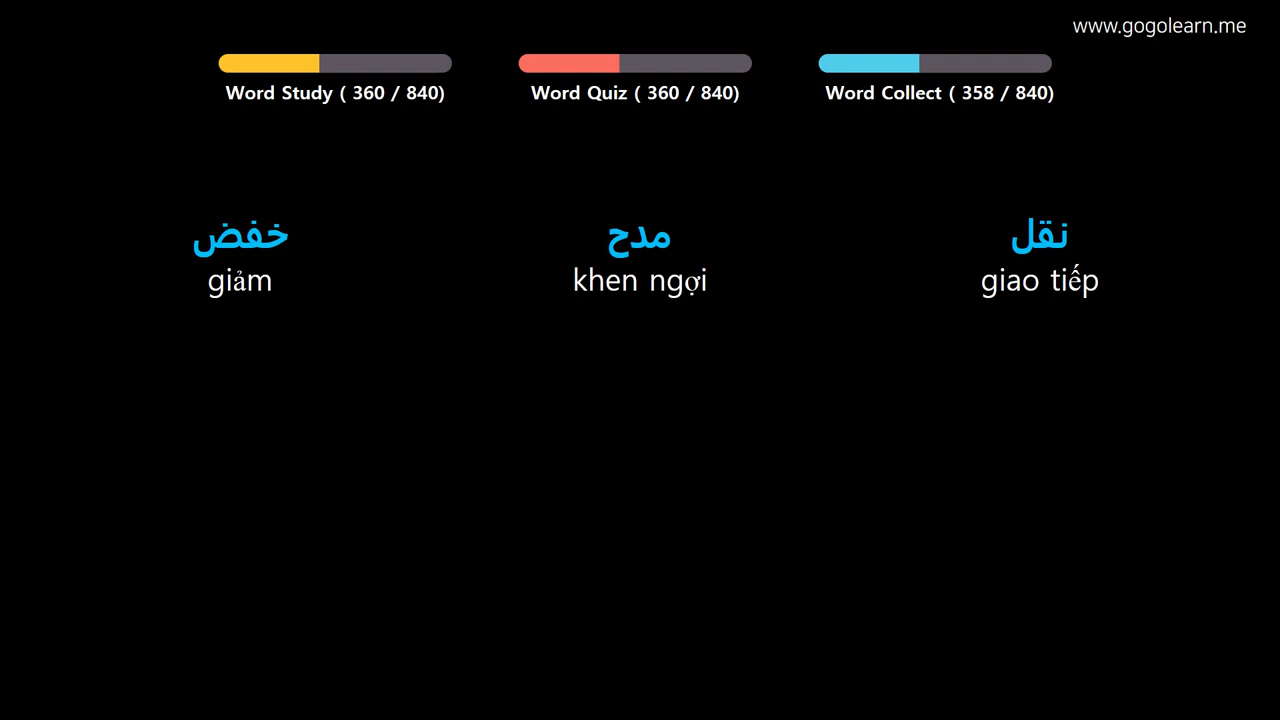 www.gogolearn.me
Word Study ( 360 / 840)
Word Quiz ( 360 / 840)
Word Collect ( 358 / 840)
خفض
giảm
مدح
khen ngợi
نقل
giao tiếp